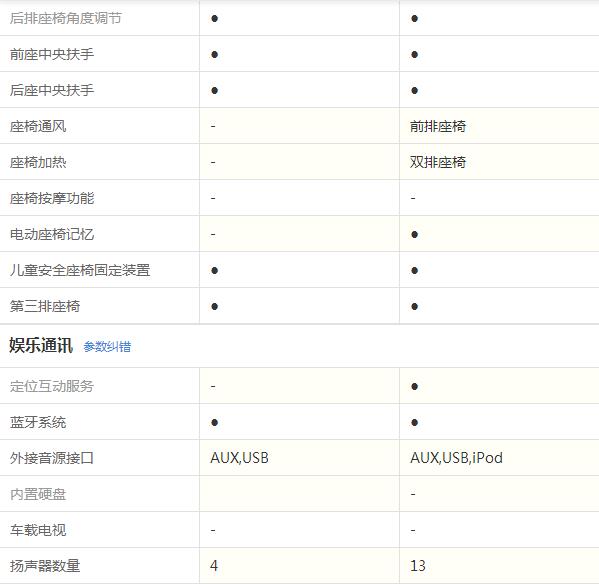 后排座椅角度调节 ● ●
前座中央扶手 ● ●
后座中央扶手 ● ●
座椅通风 - 前排座椅
座椅加热 - 双排座椅
座椅按摩功能 - -
电动座椅记忆 - ●
儿童安全座椅固定装置 ● ●
第三排座椅 ● ●
娱乐通讯 参数纠错
定位互动服务 - ●
蓝牙系统 ● ●
外接音源接口 AUX,USB AUX,USB,iPod
内置硬盘 -
车载电视 - -
扬声器数量 4 13